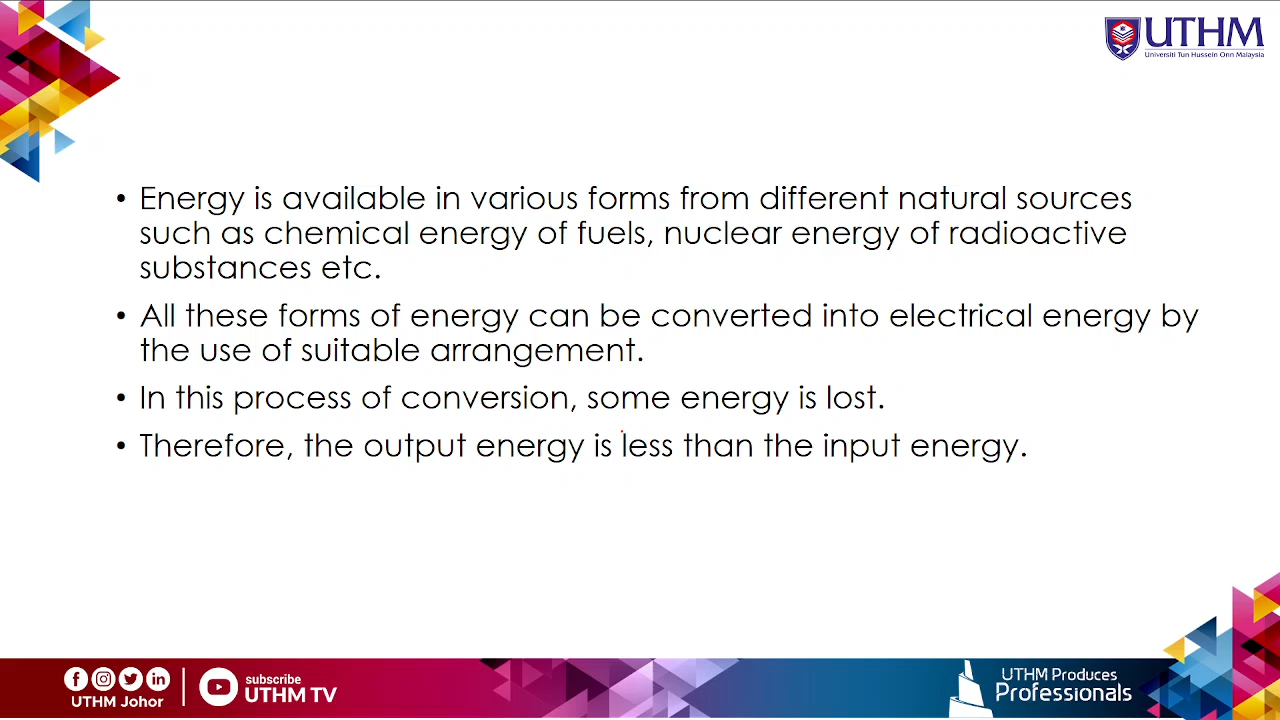 UTHM
Universiti Tun Hussein Onn Malaysia
• Energy is available in various forms from different natural sources
such as chemical energy of fuels, nuclear energy of radioactive
substances etc.
• All these forms of energy can be converted into electrical energy by
the use of suitable arrangement.
• In this process of conversion, some energy is lost.
• Therefore, the output energy is less than the input energy.
UTHM Johor
subscribe
UTHM TV
UTHM Produces
Professionals